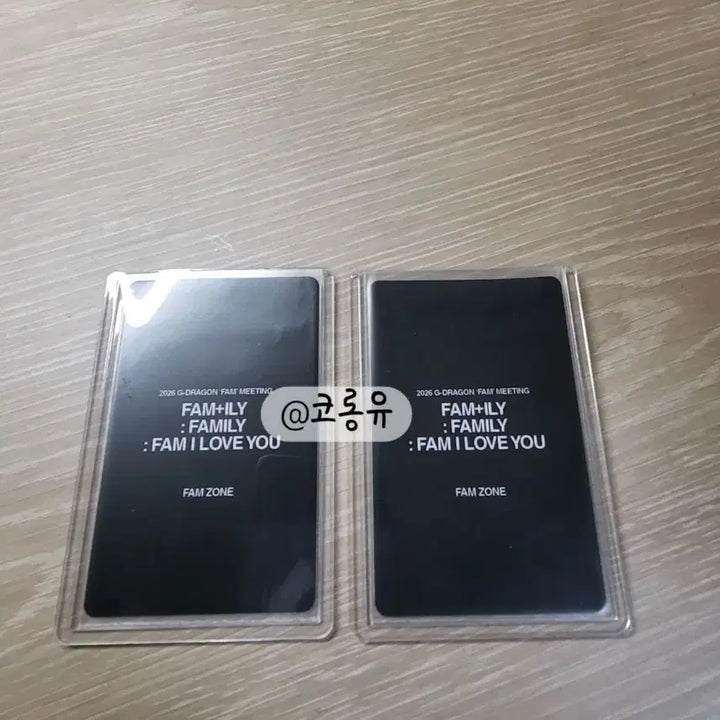 2026 G-DRAGON 'FAM' MEETING
FAM+ILY
: FAMILY
: FAM I LOVE YOU
FAM ZONE
@코롱유
2026 G-DRAGON 'FAM' MEETING
FAM+ILY
: FAMILY
: FAM I LOVE YOU
FAM ZONE